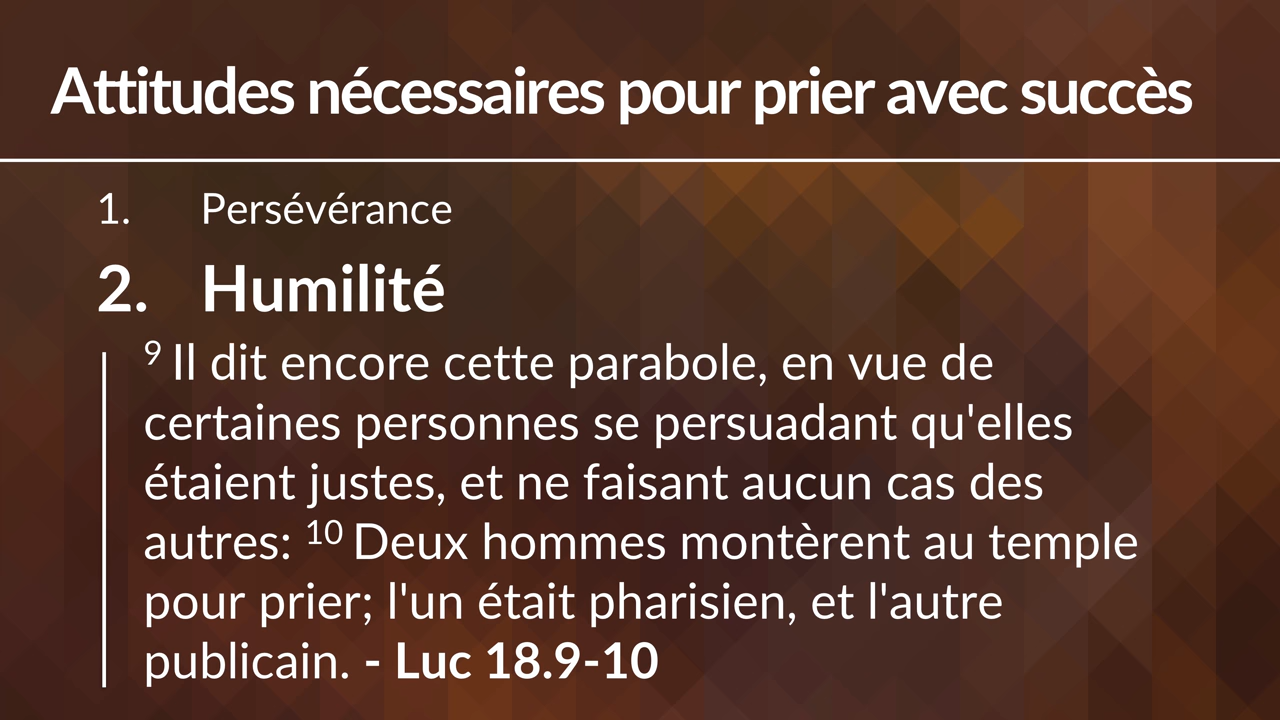 Attitudes nécessaires pour prier avec succès
1. Persévérance
2. Humilité
9 Il dit encore cette parabole, en vue de
certaines personnes se persuadant qu'elles
étaient justes, et ne faisant aucun cas des
autres: 10 Deux hommes montèrent au temple
pour prier; l'un était pharisien, et l'autre
publicain. - Luc 18.9-10